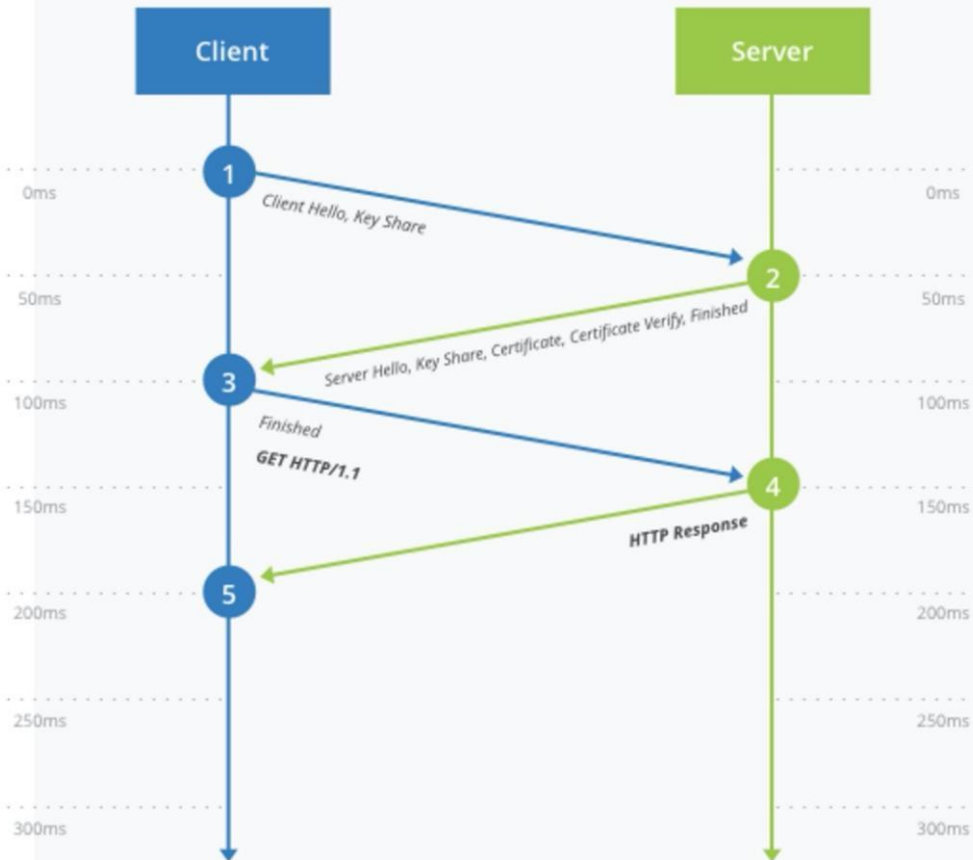 Client
Server
1
0ms
0ms
Client Hello, Key Share
2
50ms
50ms
Server Hello, Key Share, Certificate, Certificate Verify, Finished
3
100ms
100ms
Finished
GET HTTP/1.1
4
150ms
150ms
HTTP Response
5
200ms
200ms
250ms
250ms
300ms
300ms